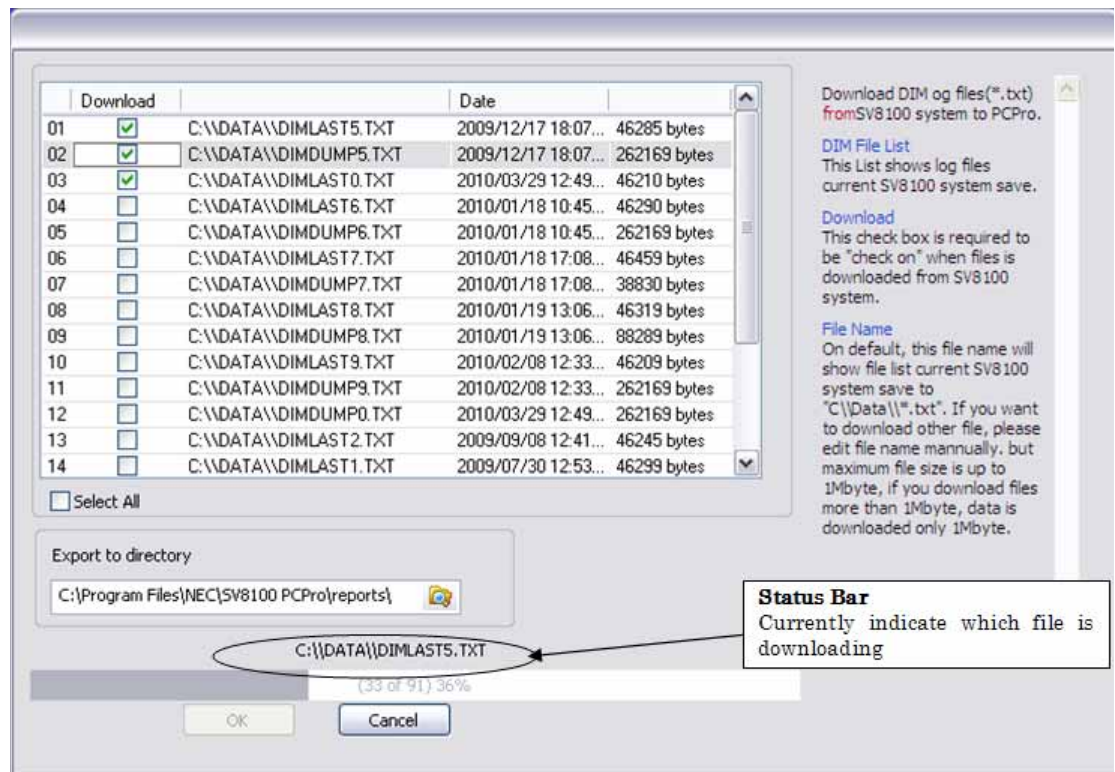 Download Date
01 C:\\DATA\\DIMLAST5.TXT 2009/12/17 18:07... 46285 bytes
02 C:\\DATA\\DIMDUMP5.TXT 2009/12/17 18:07... 262169 bytes
03 C:\\DATA\\DIMLAST0.TXT 2010/03/29 12:49... 46210 bytes
04 C:\\DATA\\DIMLAST6.TXT 2010/01/18 10:45... 46290 bytes
05 C:\\DATA\\DIMDUMP6.TXT 2010/01/18 10:45... 262169 bytes
06 C:\\DATA\\DIMLAST7.TXT 2010/01/18 17:08... 46459 bytes
07 C:\\DATA\\DIMDUMP7.TXT 2010/01/18 17:08... 38830 bytes
08 C:\\DATA\\DIMLAST8.TXT 2010/01/19 13:06... 46319 bytes
09 C:\\DATA\\DIMDUMP8.TXT 2010/01/19 13:06... 88289 bytes
10 C:\\DATA\\DIMLAST9.TXT 2010/02/08 12:33... 46209 bytes
11 C:\\DATA\\DIMDUMP9.TXT 2010/02/08 12:33... 262169 bytes
12 C:\\DATA\\DIMDUMP0.TXT 2010/03/29 12:49... 262169 bytes
13 C:\\DATA\\DIMLAST2.TXT 2009/09/08 12:41... 46245 bytes
14 C:\\DATA\\DIMLAST1.TXT 2009/07/30 12:53... 46299 bytes
Select All
Export to directory
C:\Program Files\NEC\SV8100 PCPro\reports\
C:\\DATA\\DIMLAST5.TXT
(33 of 91) 36%
OK Cancel
Download DIM og files(*.txt)
fromSV8100 system to PCPro.
DIM File List
This List shows log files
current SV8100 system save.
Download
This check box is required to
be "check on" when files is
downloaded from SV8100
system.
File Name
On default, this file name will
show file list current SV8100
system save to
"C\\Data\\*.txt". If you want
to download other file, please
edit file name mannually. but
maximum file size is up to
1Mbyte, if you download files
more than 1Mbyte, data is
downloaded only 1Mbyte.
Status Bar
Currently indicate which file is
downloading